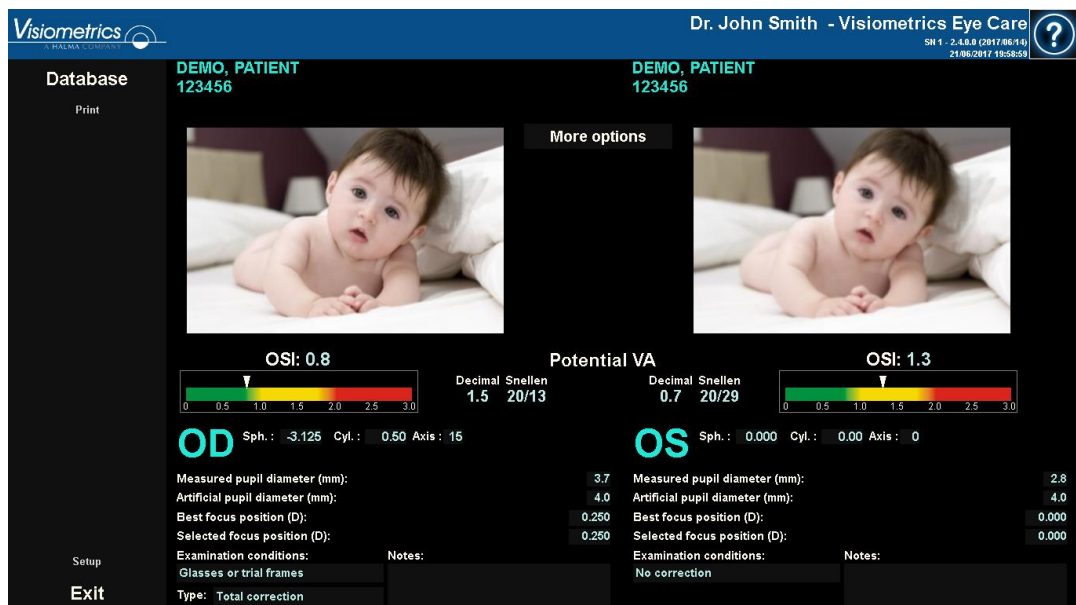 Visiometrics
A HALMA COMPANY
Dr. John Smith - Visiometrics Eye Care
SN 1 - 2.4.0.0 (2017/06/14)
21/06/2017 19:58:59
?
Database
Print
Setup
Exit
DEMO, PATIENT
123456
DEMO, PATIENT
123456
More options
OSI: 0.8
Potential VA
OSI: 1.3
0 0.5 1.0 1.5 2.0 2.5 3.0
Decimal Snellen
1.5 20/13
Decimal Snellen
0.7 20/29
0 0.5 1.0 1.5 2.0 2.5 3.0
OD Sph.: -3.125 Cyl.: 0.50 Axis: 15
Measured pupil diameter (mm): 3.7
Artificial pupil diameter (mm): 4.0
Best focus position (D): 0.250
Selected focus position (D): 0.250
Examination conditions: Notes:
Glasses or trial frames
Type: Total correction
OS Sph.: 0.000 Cyl.: 0.00 Axis: 0
Measured pupil diameter (mm): 2.8
Artificial pupil diameter (mm): 4.0
Best focus position (D): 0.000
Selected focus position (D): 0.000
Examination conditions: Notes:
No correction